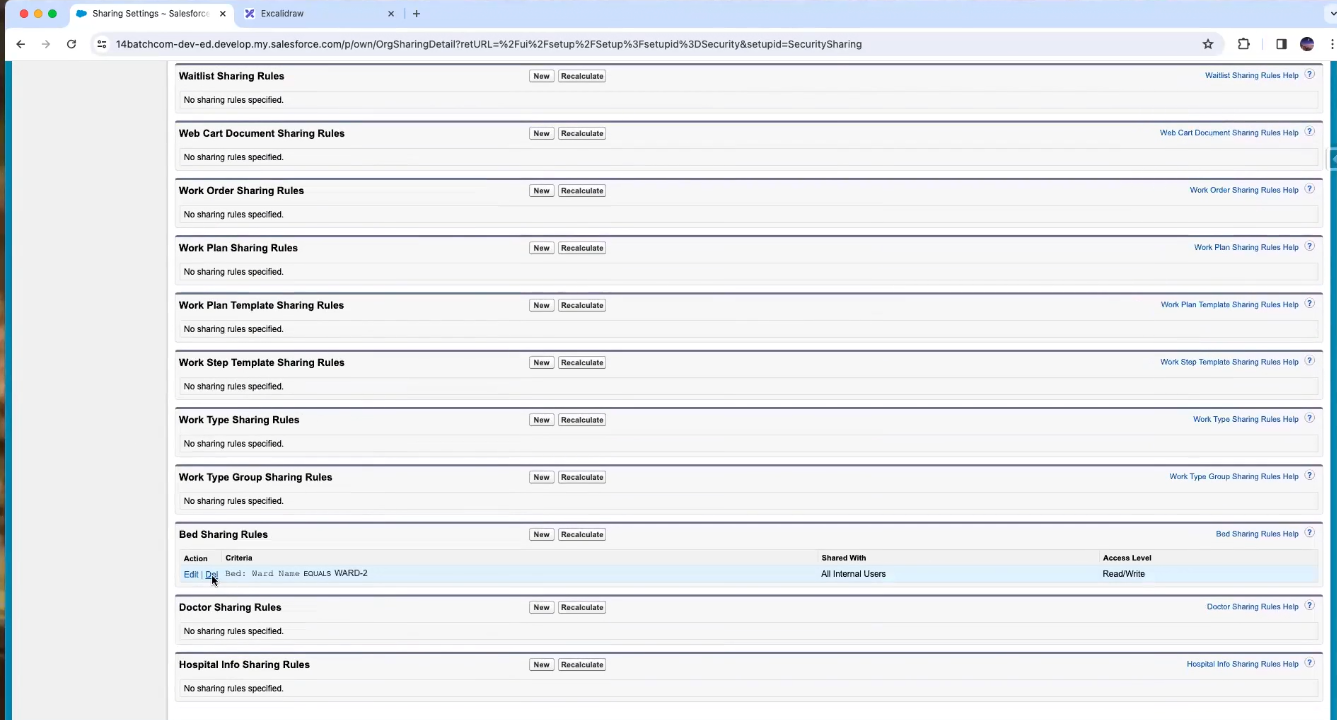 Sharing Settings ~ Salesforce
Excalidraw
14batchcom-dev-ed.develop.my.salesforce.com/p/own/OrgSharingDetail?retURL=%2Fui%2Fsetup%2FSetup%3Fsetupid%3DSecurity&setupid=SecuritySharing
Waitlist Sharing Rules New Recalculate Waitlist Sharing Rules Help ?
No sharing rules specified.
Web Cart Document Sharing Rules New Recalculate Web Cart Document Sharing Rules Help ?
No sharing rules specified.
Work Order Sharing Rules New Recalculate Work Order Sharing Rules Help ?
No sharing rules specified.
Work Plan Sharing Rules New Recalculate Work Plan Sharing Rules Help ?
No sharing rules specified.
Work Plan Template Sharing Rules New Recalculate Work Plan Template Sharing Rules Help ?
No sharing rules specified.
Work Step Template Sharing Rules New Recalculate Work Step Template Sharing Rules Help ?
No sharing rules specified.
Work Type Sharing Rules New Recalculate Work Type Sharing Rules Help ?
No sharing rules specified.
Work Type Group Sharing Rules New Recalculate Work Type Group Sharing Rules Help ?
No sharing rules specified.
Bed Sharing Rules New Recalculate Bed Sharing Rules Help ?
Action Criteria Shared With Access Level
Edit | Del Bed: Ward Name EQUALS WARD-2 All Internal Users Read/Write
Doctor Sharing Rules New Recalculate Doctor Sharing Rules Help ?
No sharing rules specified.
Hospital Info Sharing Rules New Recalculate Hospital Info Sharing Rules Help ?
No sharing rules specified.